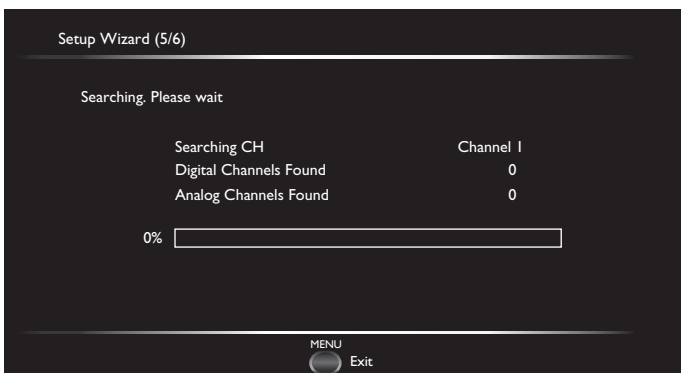 Setup Wizard (5/6)
Searching. Please wait
Searching CH Channel 1
Digital Channels Found 0
Analog Channels Found 0
0%
MENU
Exit